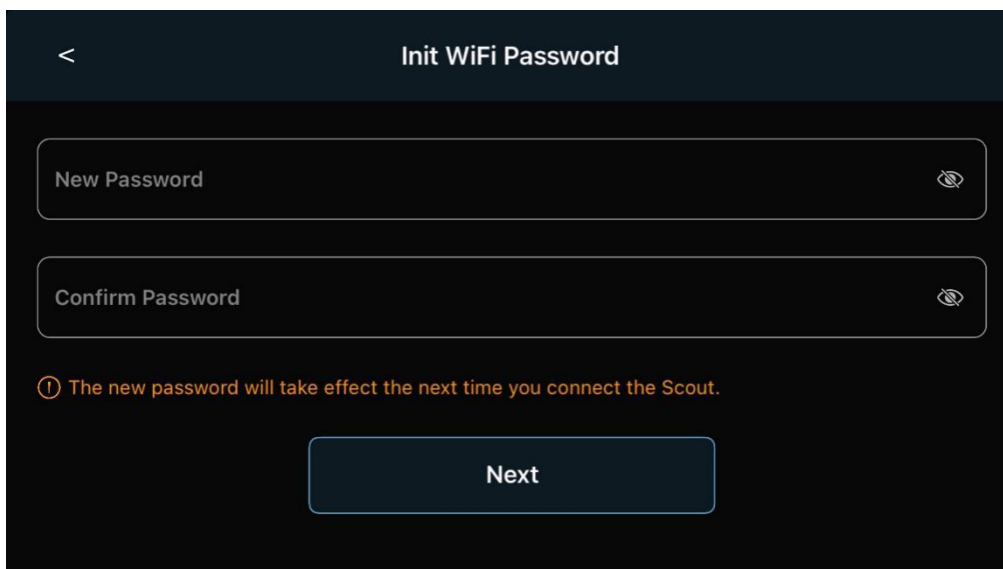 <
Init WiFi Password
New Password
Confirm Password
The new password will take effect the next time you connect the Scout.
Next